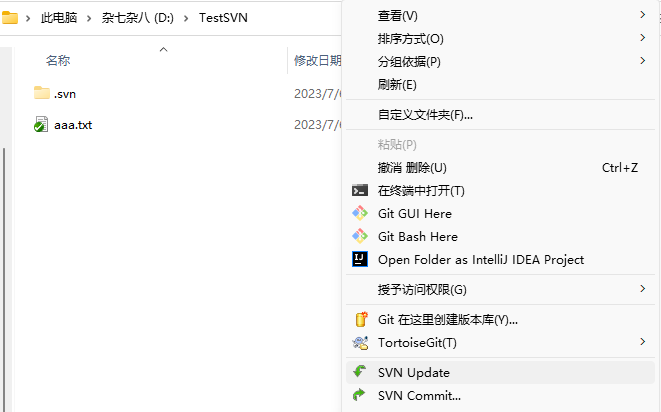 此电脑 杂七杂八 (D:) TestSVN
名称 修改日期
.svn 2023/7/
aaa.txt 2023/7/
查看(V)
排序方式(O)
分组依据(P)
刷新(E)
自定义文件夹(F)...
粘贴(P)
撤消 删除(U) Ctrl+Z
在终端中打开(T)
Git GUI Here
Git Bash Here
Open Folder as IntelliJ IDEA Project
授予访问权限(G)
Git 在这里创建版本库(Y)...
TortoiseGit(T)
SVN Update
SVN Commit...